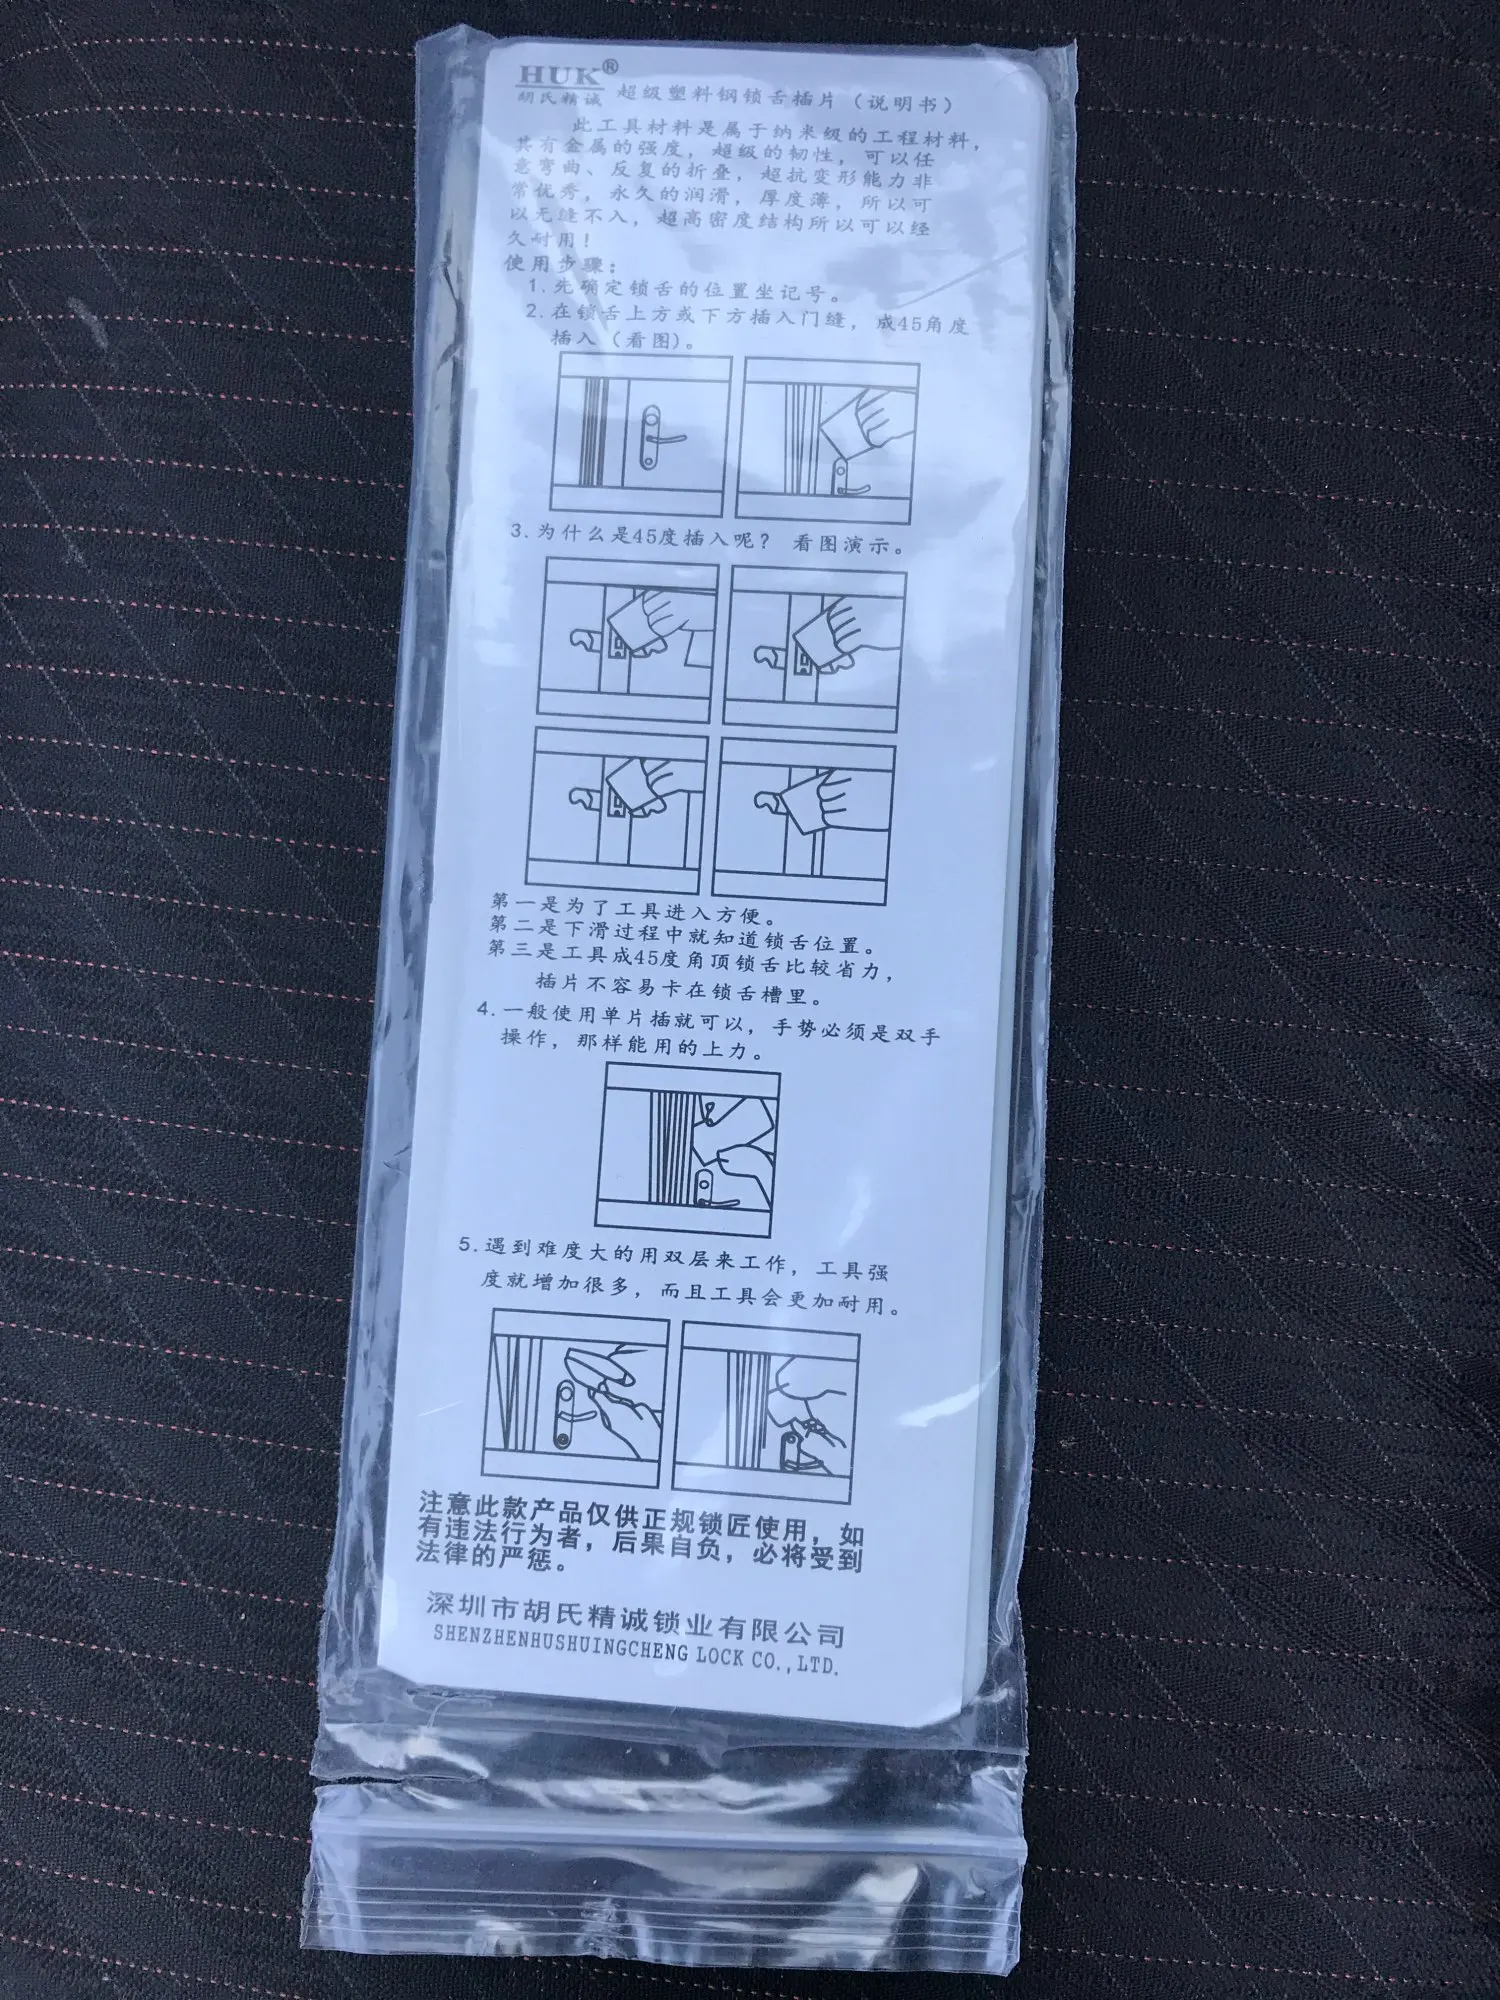 HUK®
胡氏精诚
超级塑料钢锁舌插片（说明书）
此工具材料是属于纳米级的工程材料，
其有金属的强度，超级的韧性，可以任
意弯曲、反复的折叠，超抗变形能力非
常优秀，永久的润滑，厚度薄，所以可
以无缝不入，超高密度结构所以可以经
久耐用！
使用步骤：
1.先确定锁舌的位置坐记号。
2.在锁舌上方或下方插入门缝，成45角度
插入（看图）。
3.为什么是45度插入呢？ 看图演示。
第一是为了工具进入方便。
第二是下滑过程中就知道锁舌位置。
第三是工具成45度角顶锁舌比较省力，
插片不容易卡在锁舌槽里。
4.一般使用单片插就可以，手势必须是双手
操作，那样能用的上力。
5.遇到难度大的用双层来工作，工具强
度就增加很多，而且工具会更加耐用。
注意此款产品仅供正规锁匠使用，如
有违法行为者，后果自负，必将受到
法律的严惩。
深圳市胡氏精诚锁业有限公司
SHENZHENHUSHUINGCHENG LOCK CO.,LTD.